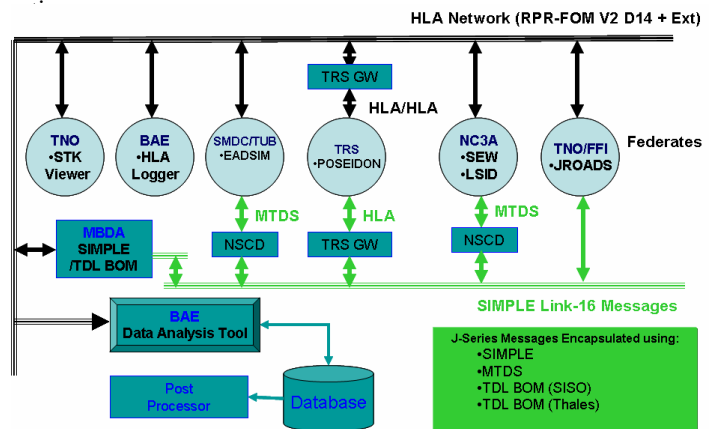 HLA Network (RPR-FOM V2 D14 + Ext)
TRS GW
HLA/HLA
TNO
•STK
Viewer
BAE
•HLA
Logger
SMDC/TUB
•EADSIM
TRS
•POSEIDON
NC3A
•SEW
•LSID
TNO/FFI
•JROADS
Federates
MTDS
HLA
MTDS
MBDA
SIMPLE
/TDL BOM
NSCD
TRS GW
NSCD
SIMPLE Link-16 Messages
BAE
Data Analysis Tool
J-Series Messages Encapsulated using:
•SIMPLE
•MTDS
•TDL BOM (SISO)
•TDL BOM (Thales)
Post
Processor
Database